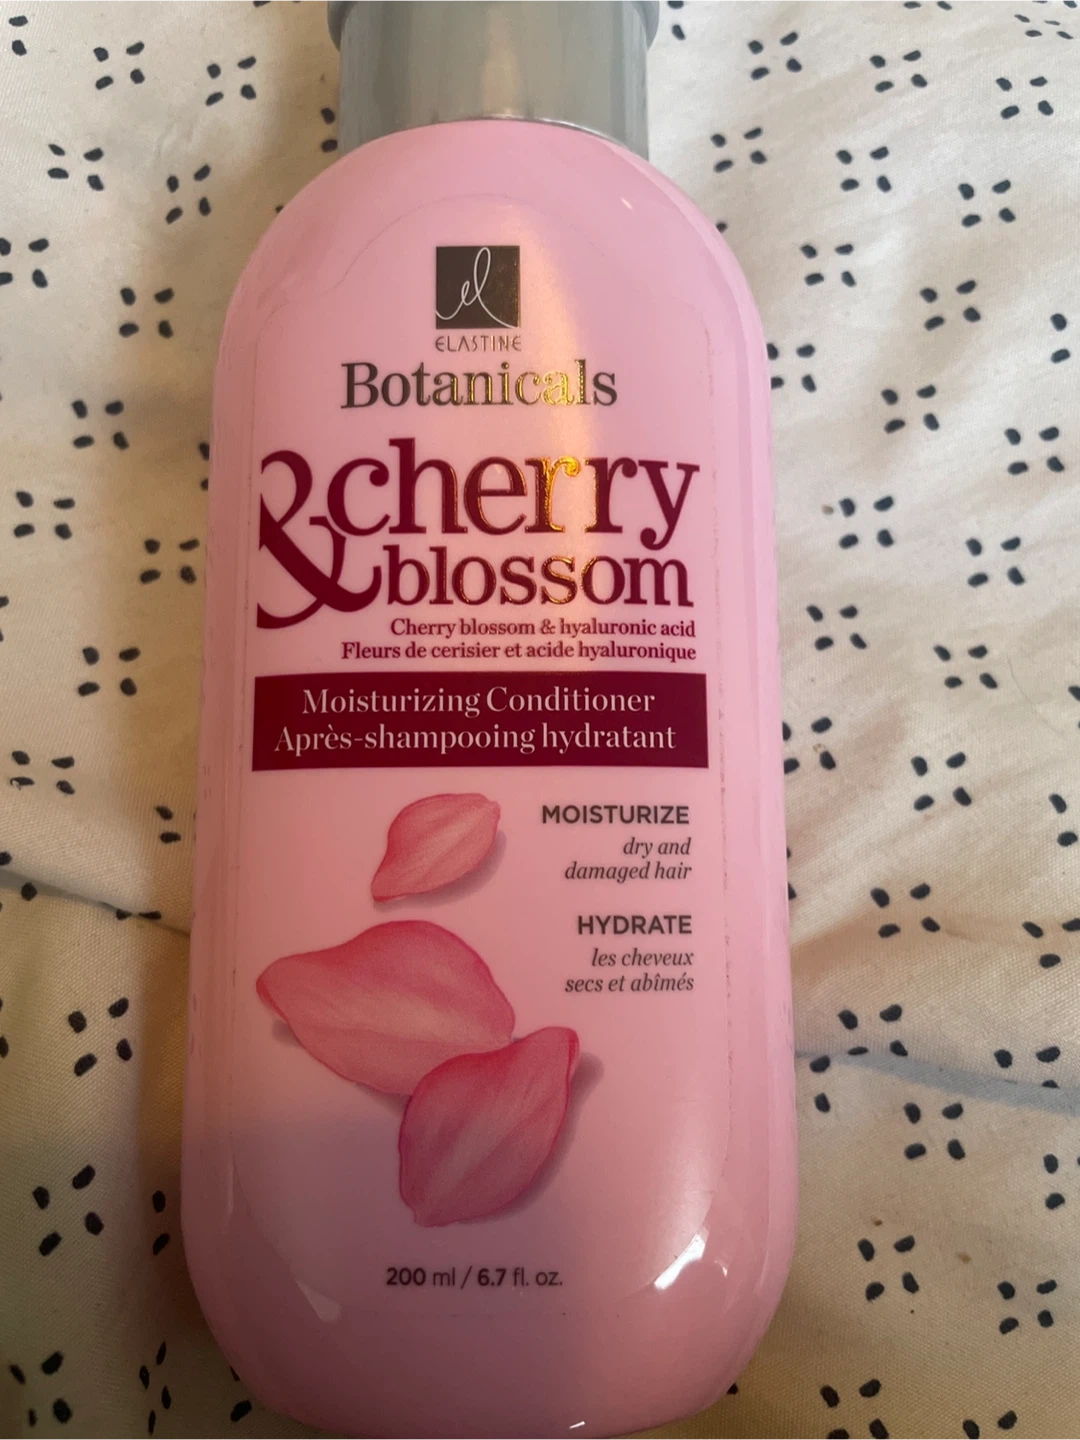 el
ELASTINE
Botanicals
&cherry
blossom
Cherry blossom & hyaluronic acid
Fleurs de cerisier et acide hyaluronique
Moisturizing Conditioner
Après-shampooing hydratant
MOISTURIZE
dry and
damaged hair
HYDRATE
les cheveux
secs et abîmés
200 ml / 6.7 fl. oz.